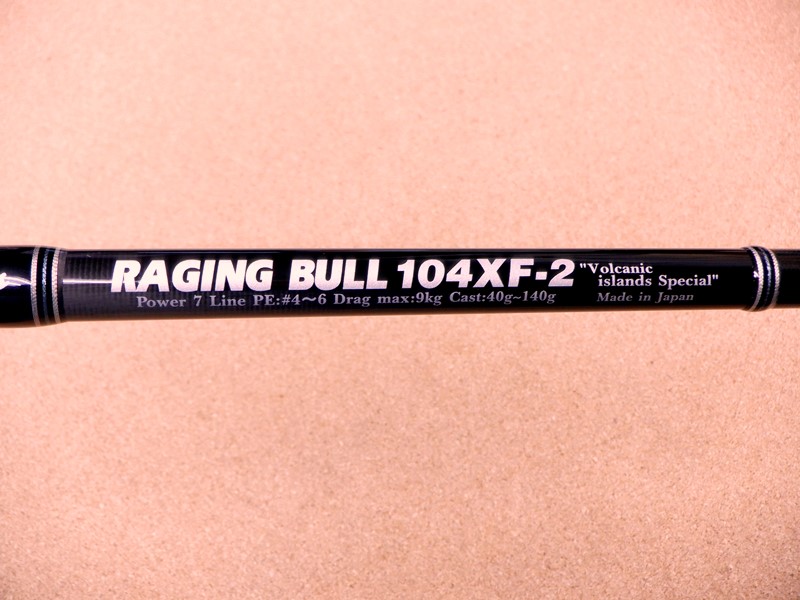 RAGING BULL 104XF-2 "Volcanic
islands Special"
Power 7 Line PE:#4～6 Drag max:9kg Cast:40g~140g
Made in Japan